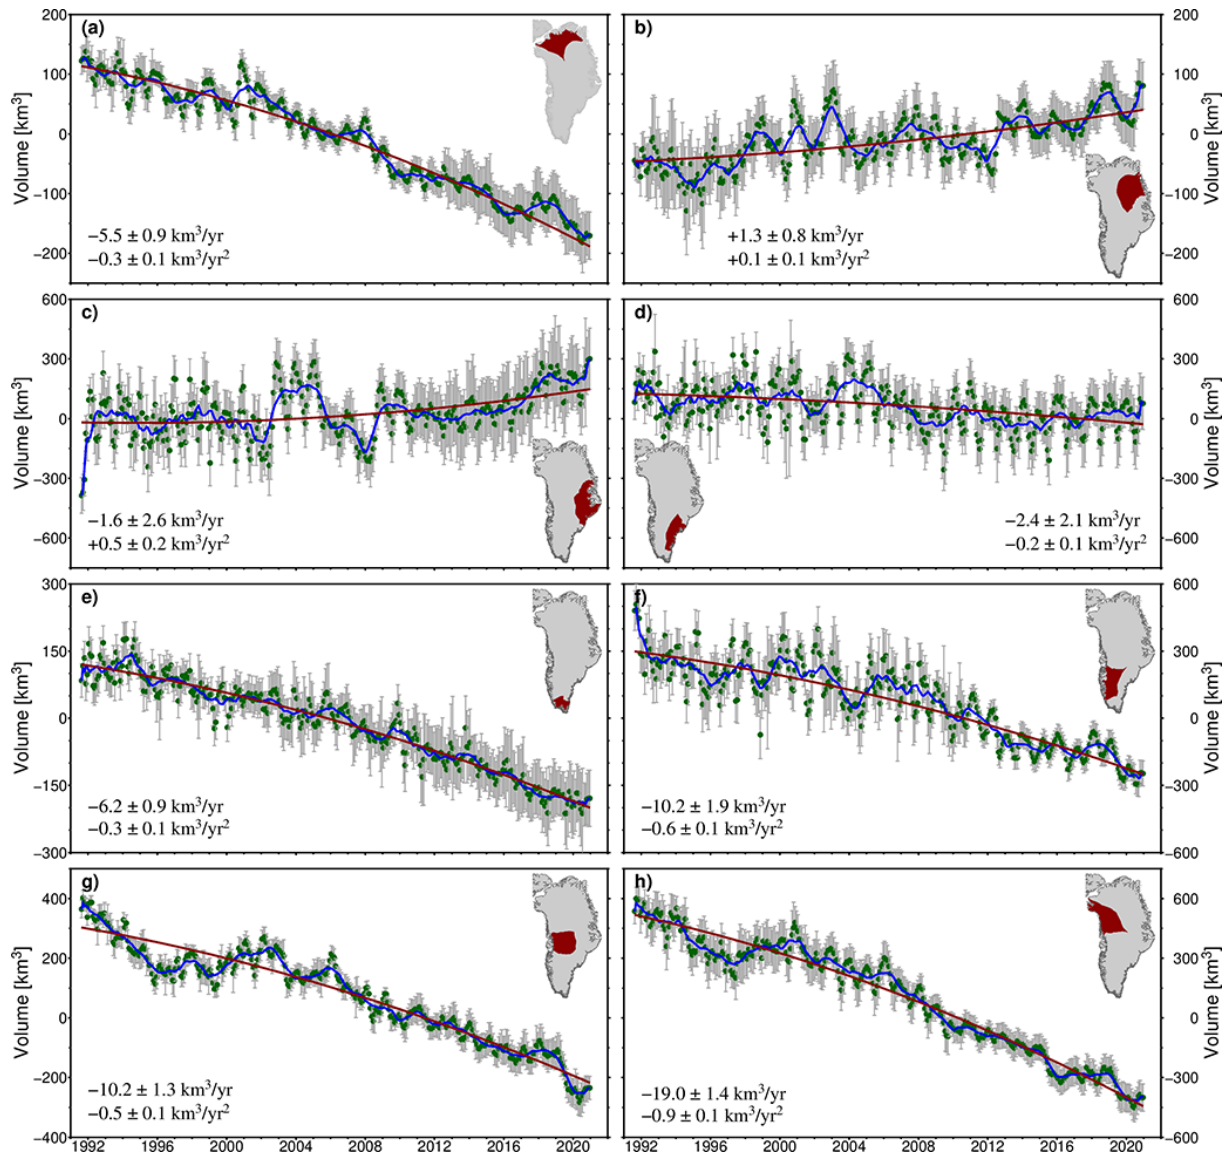 (a)
200
100
0
−100
−200
Volume [km³]
−5.5 ± 0.9 km³/yr
−0.3 ± 0.1 km³/yr²
b)
200
100
0
−100
−200
Volume [km³]
+1.3 ± 0.8 km³/yr
+0.1 ± 0.1 km³/yr²
c)
600
300
0
−300
−600
Volume [km³]
−1.6 ± 2.6 km³/yr
+0.5 ± 0.2 km³/yr²
d)
600
300
0
−300
−600
Volume [km³]
−2.4 ± 2.1 km³/yr
−0.2 ± 0.1 km³/yr²
e)
300
150
0
−150
−300
Volume [km³]
−6.2 ± 0.9 km³/yr
−0.3 ± 0.1 km³/yr²
f)
600
300
0
−300
−600
Volume [km³]
−10.2 ± 1.9 km³/yr
−0.6 ± 0.1 km³/yr²
g)
400
200
0
−200
−400
Volume [km³]
−10.2 ± 1.3 km³/yr
−0.5 ± 0.1 km³/yr²
1992 1996 2000 2004 2008 2012 2016 2020
h)
600
300
0
−300
−600
Volume [km³]
−19.0 ± 1.4 km³/yr
−0.9 ± 0.1 km³/yr²
1992 1996 2000 2004 2008 2012 2016 2020